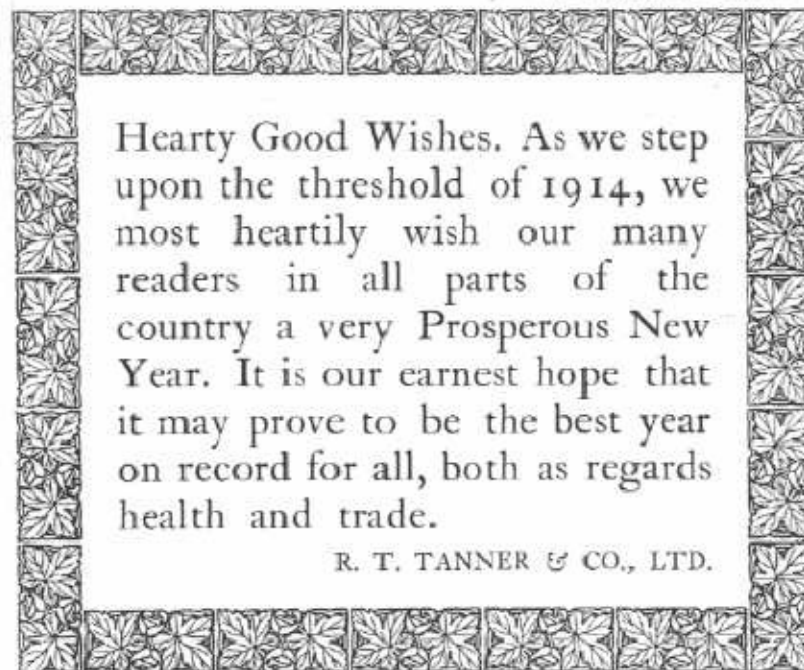 Hearty Good Wishes. As we step
upon the threshold of 1914, we
most heartily wish our many
readers in all parts of the
country a very Prosperous New
Year. It is our earnest hope that
it may prove to be the best year
on record for all, both as regards
health and trade.
R. T. TANNER & CO., LTD.